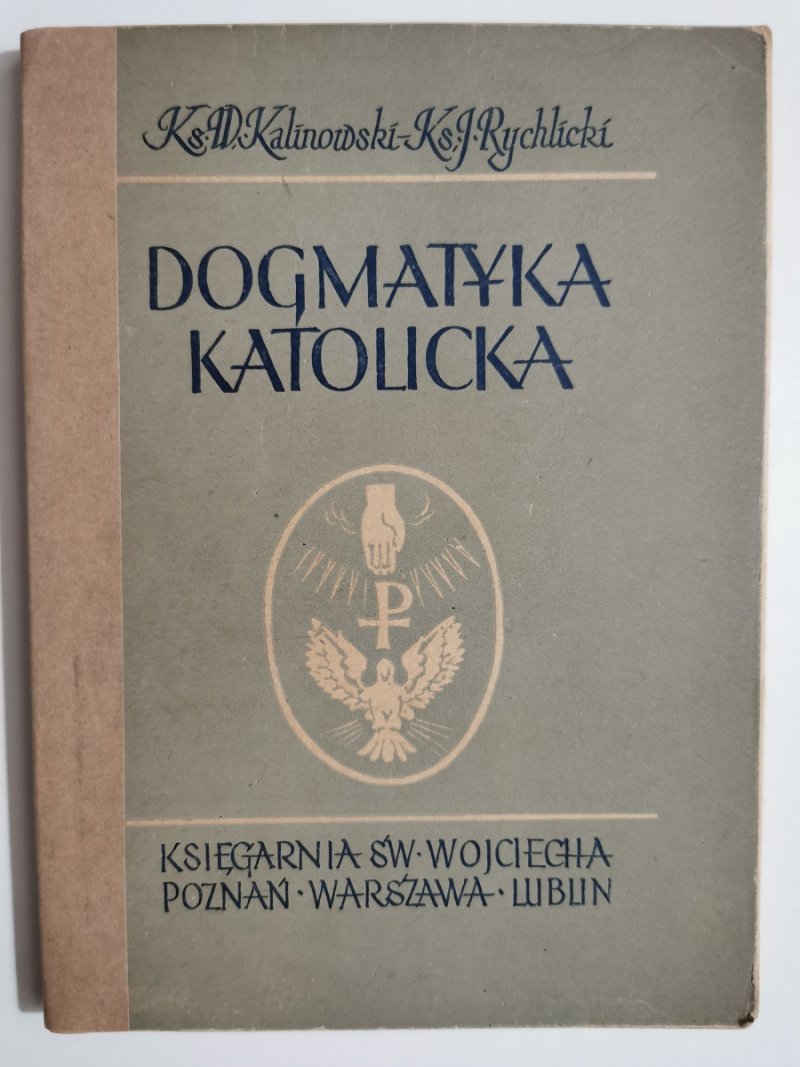 Ks. W. Kalinowski - Ks. J. Rychlicki
DOGMATYKA
KATOLICKA
P
KSIĘGARNIA ŚW · WOJCIECHA
POZNAŃ · WARSZAWA · LUBLIN